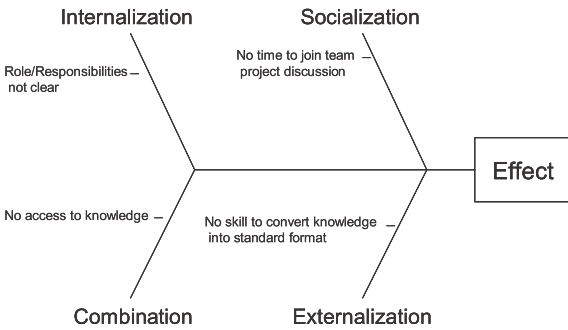 Internalization
Socialization
No time to join team
project discussion
Role/Responsibilities
not clear
Effect
No access to knowledge
No skill to convert knowledge
into standard format
Combination
Externalization